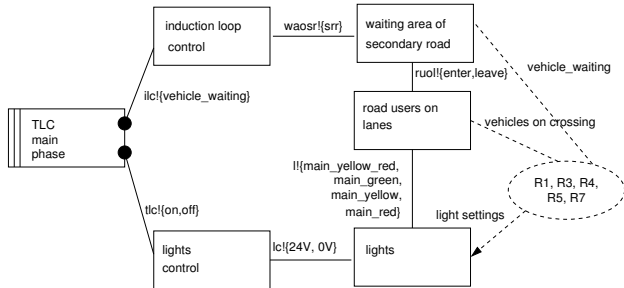 induction loop
control
waosr!{srr}
waiting area of
secondary road
vehicle_waiting
ruol!{enter,leave}
ilc!{vehicle_waiting}
road users on
lanes
vehicles on crossing
TLC
main
phase
l!{main_yellow_red,
main_green,
main_yellow,
main_red}
R1, R3, R4,
R5, R7
tlc!{on,off}
light settings
lights
control
lc!{24V, 0V}
lights